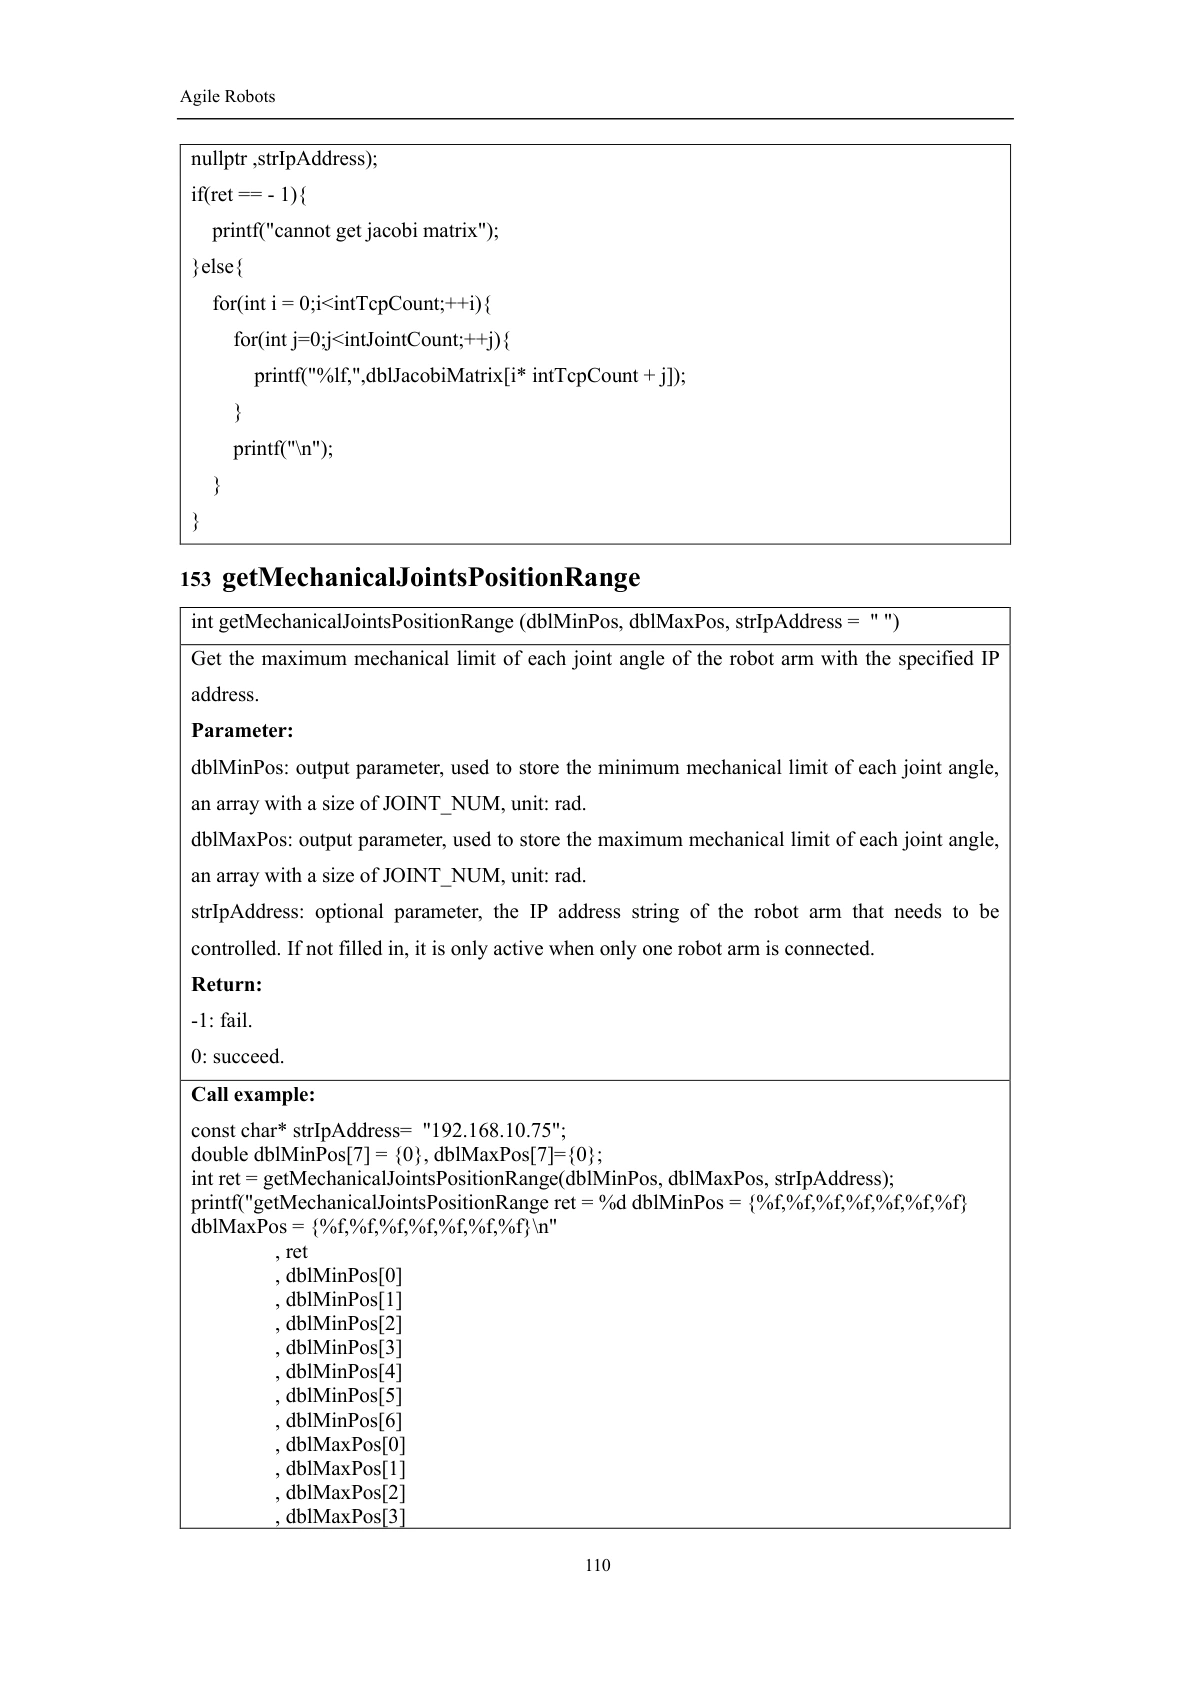 Agile Robots
nullptr ,strIpAddress);
if(ret == - 1){
printf("cannot get jacobi matrix");
}else{
for(int i = 0;i<intTcpCount;++i){
for(int j=0;j<intJointCount;++j){
printf("%lf,",dblJacobiMatrix[i* intTcpCount + j]);
}
printf("\n");
}
}
153 getMechanicalJointsPositionRange
int getMechanicalJointsPositionRange (dblMinPos, dblMaxPos, strIpAddress = " ")
Get the maximum mechanical limit of each joint angle of the robot arm with the specified IP
address.
Parameter:
dblMinPos: output parameter, used to store the minimum mechanical limit of each joint angle,
an array with a size of JOINT_NUM, unit: rad.
dblMaxPos: output parameter, used to store the maximum mechanical limit of each joint angle,
an array with a size of JOINT_NUM, unit: rad.
strIpAddress: optional parameter, the IP address string of the robot arm that needs to be
controlled. If not filled in, it is only active when only one robot arm is connected.
Return:
-1: fail.
0: succeed.
Call example:
const char* strIpAddress= "192.168.10.75";
double dblMinPos[7] = {0}, dblMaxPos[7]={0};
int ret = getMechanicalJointsPositionRange(dblMinPos, dblMaxPos, strIpAddress);
printf("getMechanicalJointsPositionRange ret = %d dblMinPos = {%f,%f,%f,%f,%f,%f,%f}
dblMaxPos = {%f,%f,%f,%f,%f,%f,%f}\n"
, ret
, dblMinPos[0]
, dblMinPos[1]
, dblMinPos[2]
, dblMinPos[3]
, dblMinPos[4]
, dblMinPos[5]
, dblMinPos[6]
, dblMaxPos[0]
, dblMaxPos[1]
, dblMaxPos[2]
, dblMaxPos[3]
110